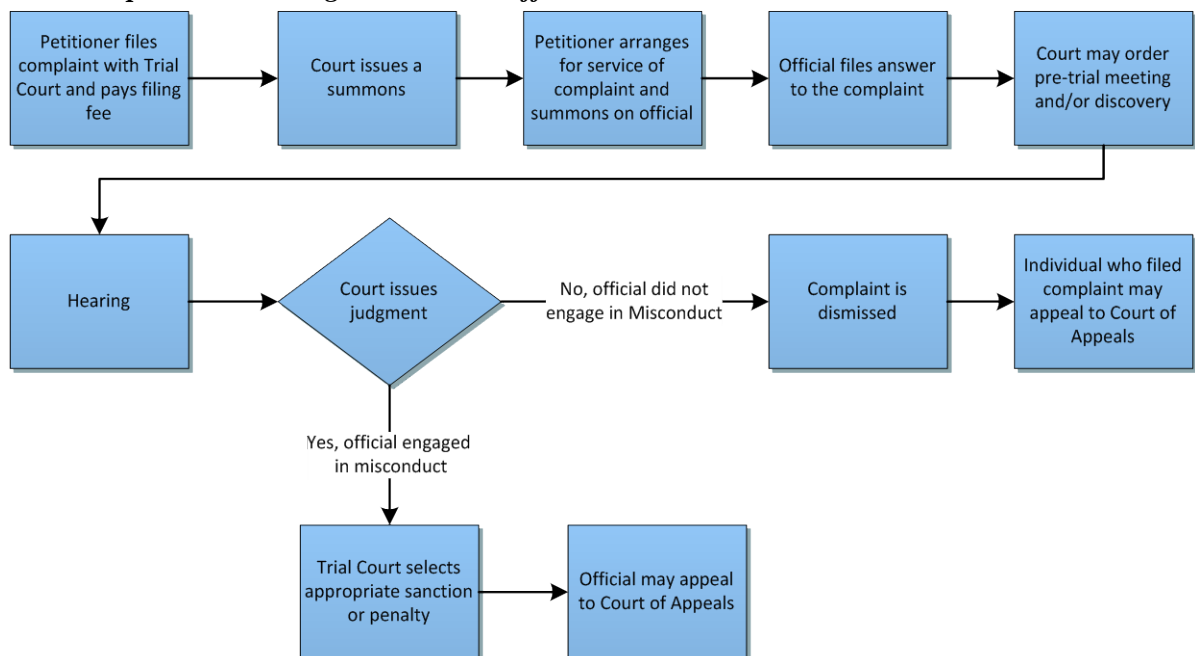 Petitioner files
complaint with Trial
Court and pays filing
fee
Court issues a
summons
Petitioner arranges
for service of
complaint and
summons on official
Official files answer
to the complaint
Court may order
pre-trial meeting
and/or discovery
Hearing
Court issues
judgment
No, official did not
engage in Misconduct
Complaint is
dismissed
Individual who filed
complaint may
appeal to Court of
Appeals
Yes, official engaged
in misconduct
Trial Court selects
appropriate sanction
or penalty
Official may appeal
to Court of Appeals